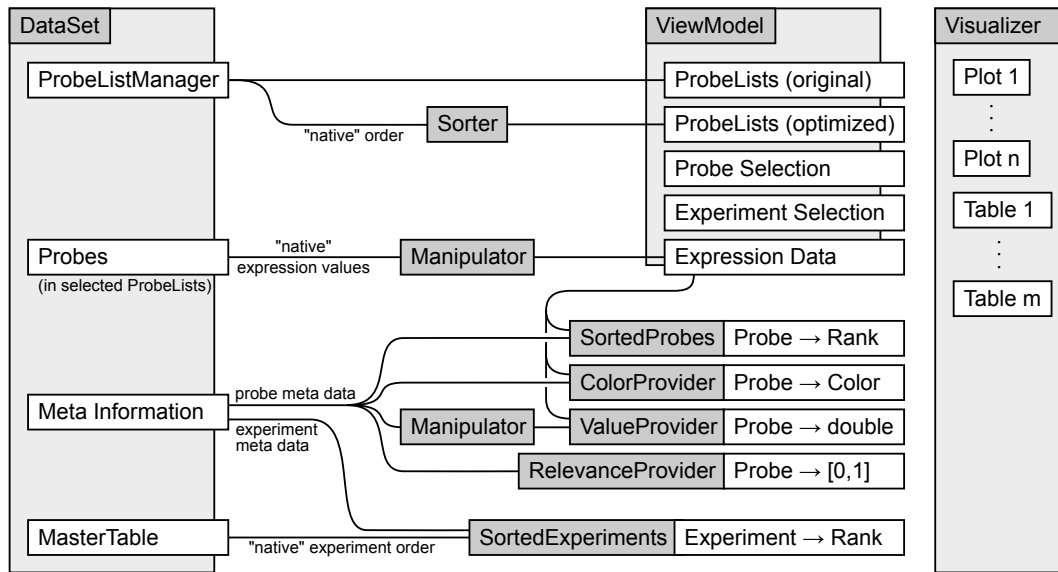 DataSet
ViewModel
Visualizer
ProbeListManager
ProbeLists (original)
Plot 1
"native" order
Sorter
ProbeLists (optimized)
Probe Selection
Plot n
Experiment Selection
Table 1
Probes
(in selected ProbeLists)
"native"
expression values
Manipulator
Expression Data
Table m
SortedProbes
Probe → Rank
probe meta data
ColorProvider
Probe → Color
Meta Information
experiment
meta data
Manipulator
ValueProvider
Probe → double
RelevanceProvider
Probe → [0,1]
MasterTable
"native" experiment order
SortedExperiments
Experiment → Rank